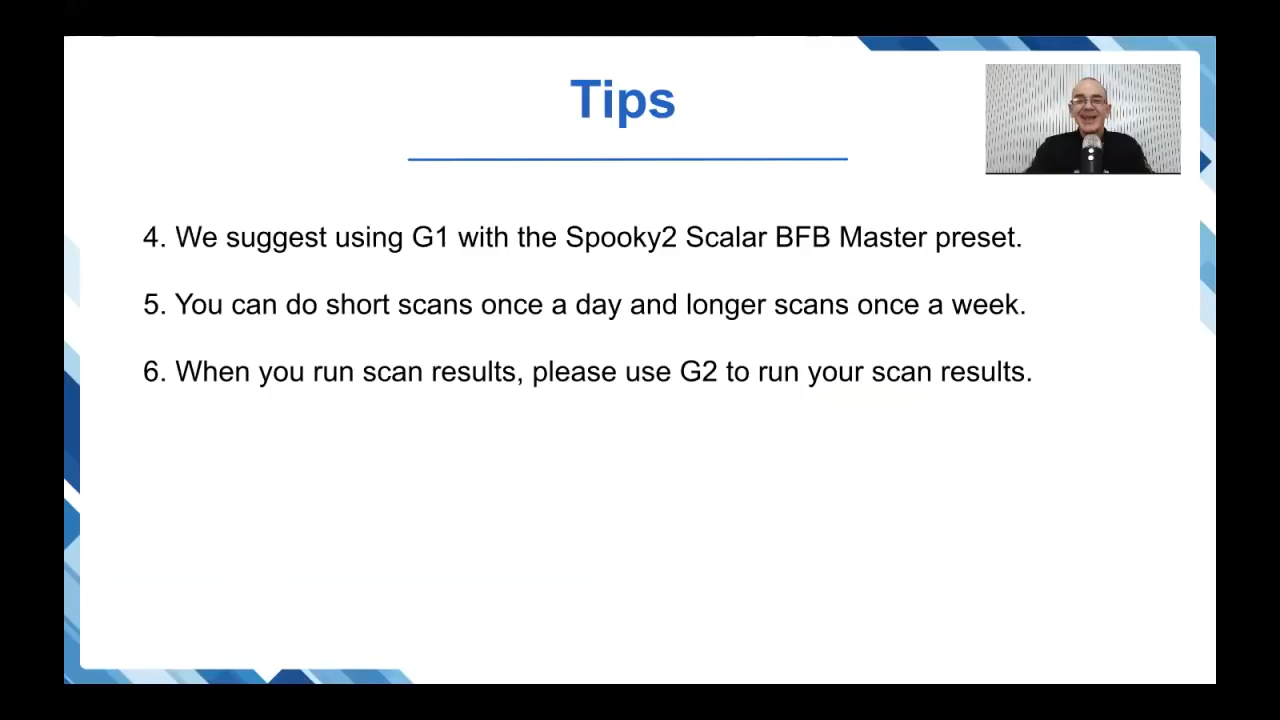 Tips
4. We suggest using G1 with the Spooky2 Scalar BFB Master preset.
5. You can do short scans once a day and longer scans once a week.
6. When you run scan results, please use G2 to run your scan results.